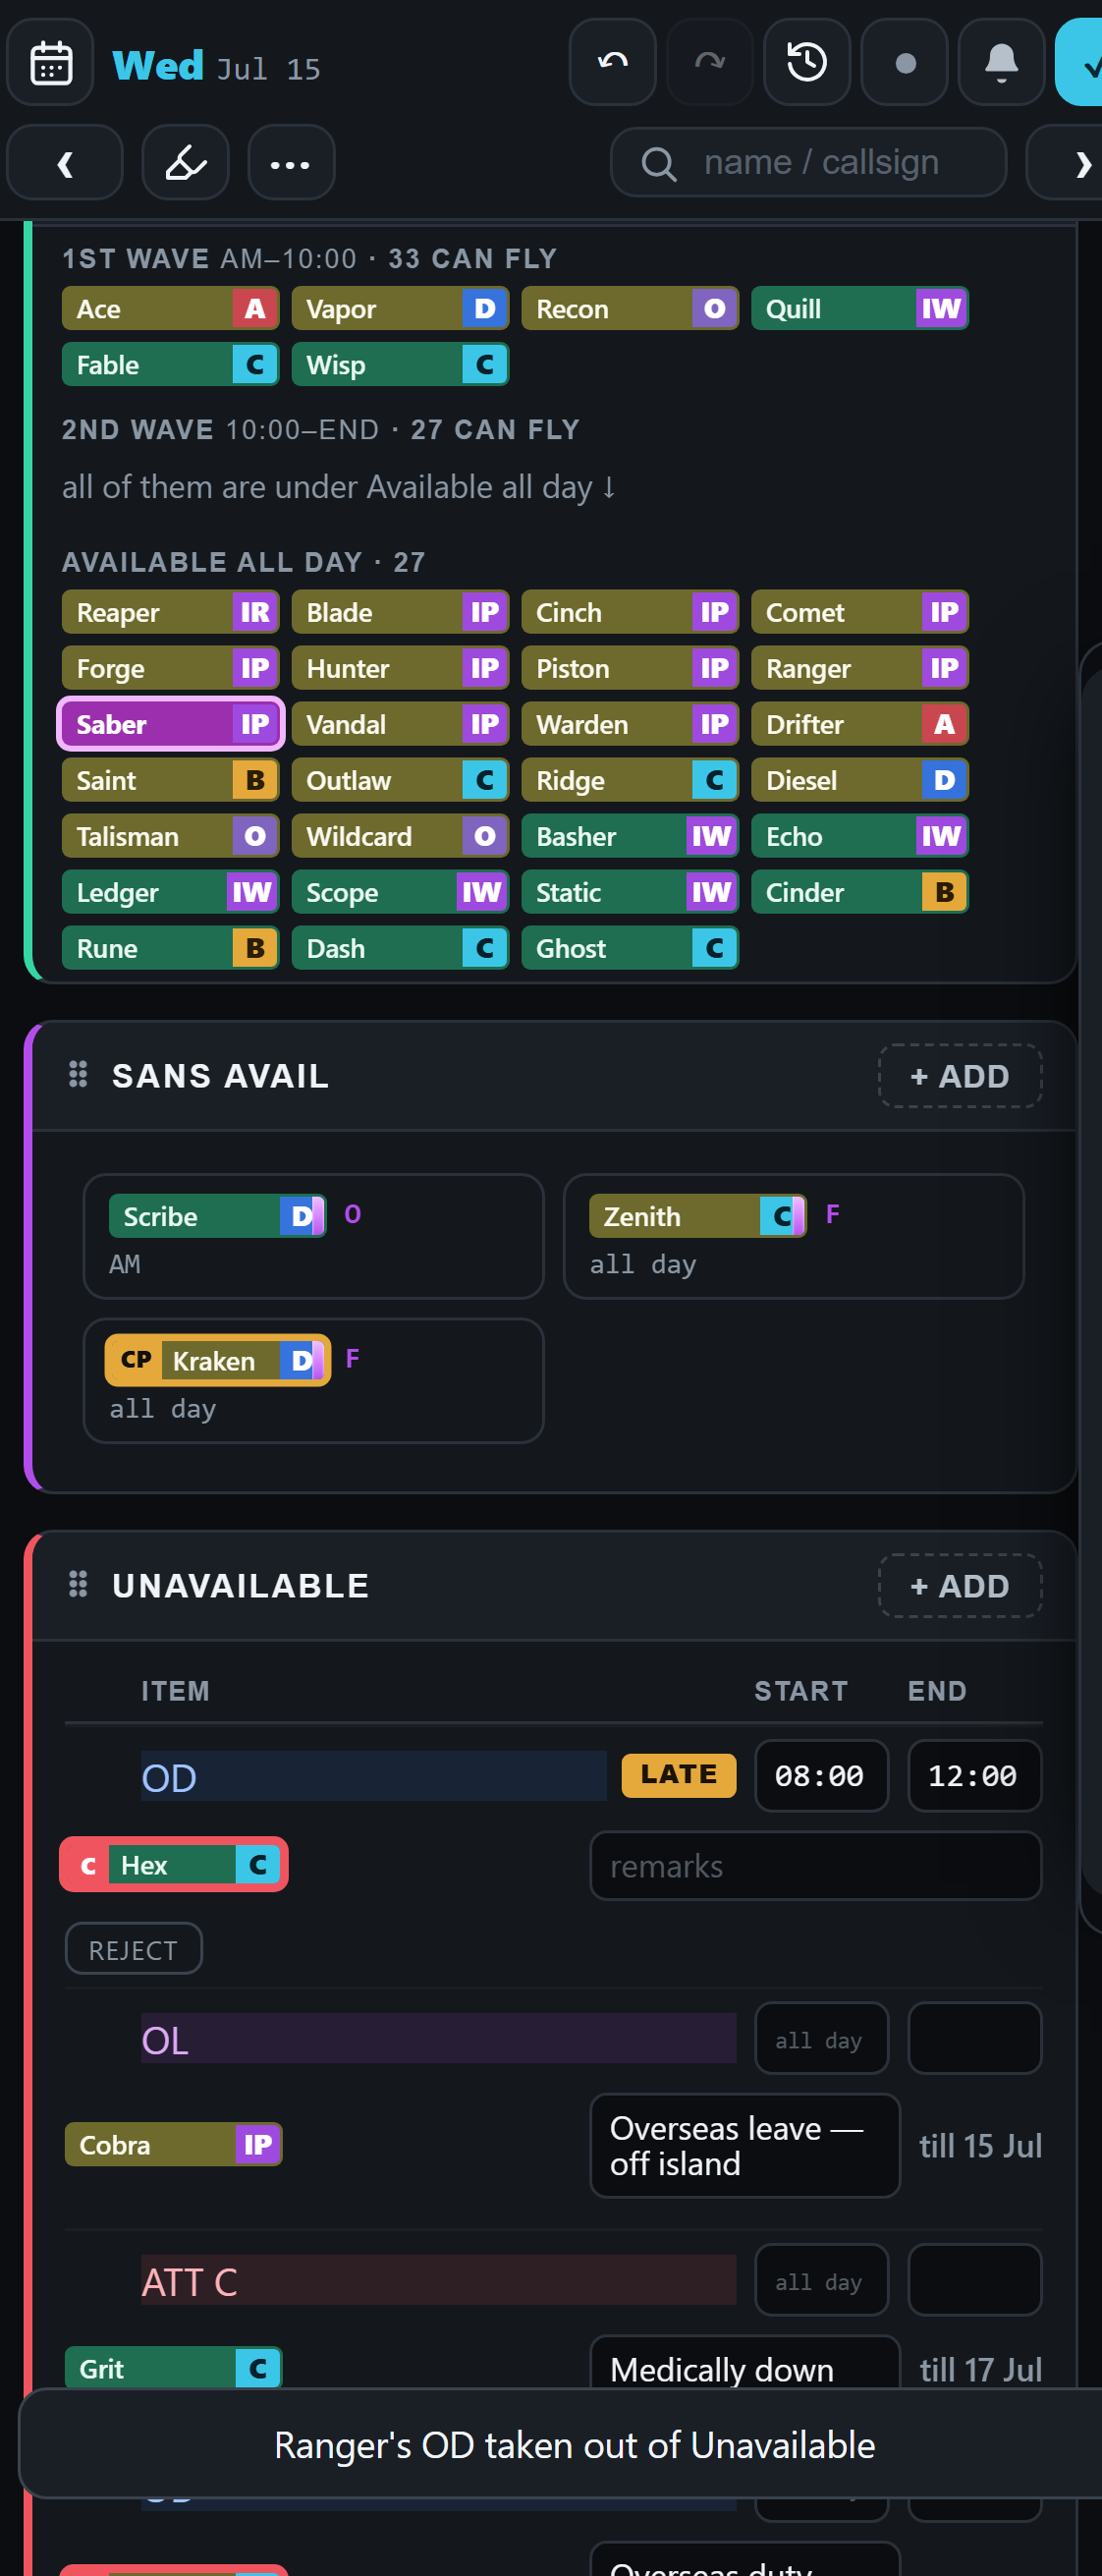 Wed Jul 15
name / callsign
1ST WAVE AM–10:00 · 33 CAN FLY
Ace A Vapor D Recon O Quill IW
Fable C Wisp C
2ND WAVE 10:00–END · 27 CAN FLY
all of them are under Available all day ↓
AVAILABLE ALL DAY · 27
Reaper IR Blade IP Cinch IP Comet IP
Forge IP Hunter IP Piston IP Ranger IP
Saber IP Vandal IP Warden IP Drifter A
Saint B Outlaw C Ridge C Diesel D
Talisman O Wildcard O Basher IW Echo IW
Ledger IW Scope IW Static IW Cinder B
Rune B Dash C Ghost C
SANS AVAIL + ADD
Scribe D O Zenith C F
AM all day
CP Kraken D F
all day
UNAVAILABLE + ADD
ITEM START END
OD LATE 08:00 12:00
C Hex C remarks
REJECT
OL all day
Cobra IP Overseas leave —
off island till 15 Jul
ATT C all day
Grit C Medically down till 17 Jul
Ranger's OD taken out of Unavailable
Overseas duty